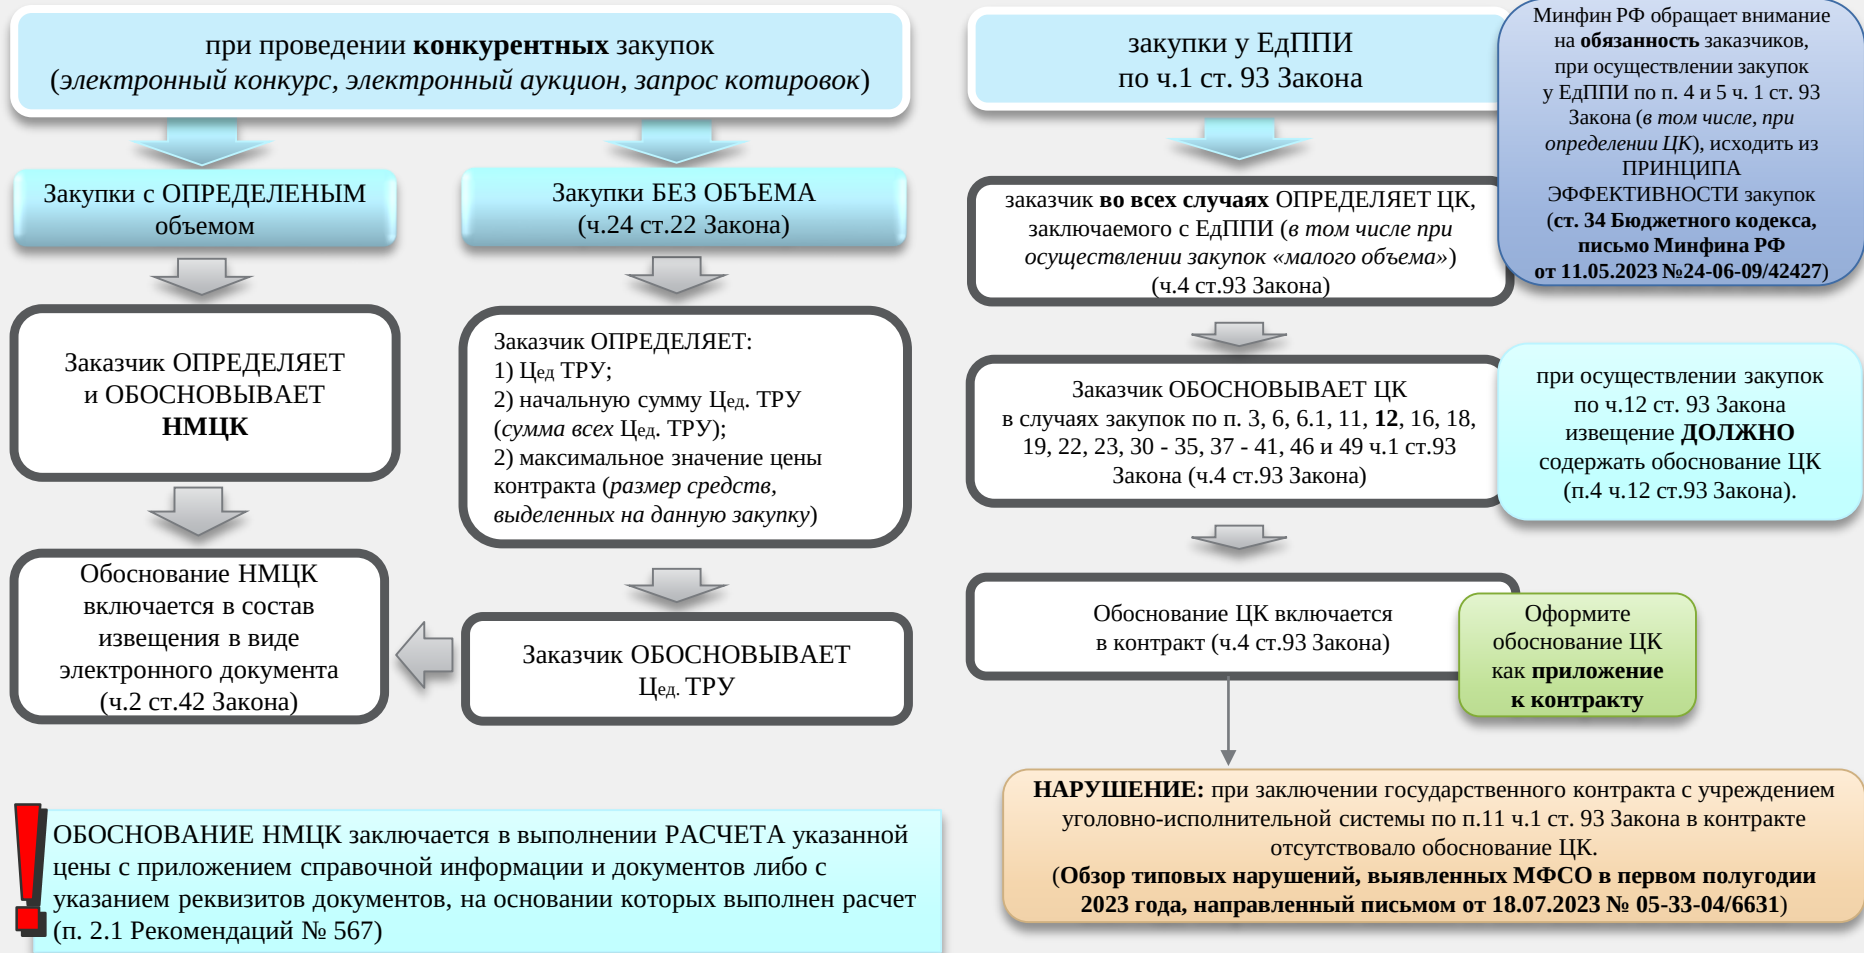 при проведении конкурентных закупок
(электронный конкурс, электронный аукцион, запрос котировок)
Закупки с ОПРЕДЕЛЕНЫМ
объемом
Заказчик ОПРЕДЕЛЯЕТ
и ОБОСНОВЫВАЕТ
НМЦК
Обоснование НМЦК
включается в состав
извещения в виде
электронного документа
(ч.2 ст.42 Закона)
Закупки БЕЗ ОБЪЕМА
(ч.24 ст.22 Закона)
Заказчик ОПРЕДЕЛЯЕТ:
1) Цед ТРУ;
2) начальную сумму Цед. ТРУ
(сумма всех Цед. ТРУ);
2) максимальное значение цены
контракта (размер средств,
выделенных на данную закупку)
Заказчик ОБОСНОВЫВАЕТ
Цед. ТРУ
ОБОСНОВАНИЕ НМЦК заключается в выполнении РАСЧЕТА указанной
цены с приложением справочной информации и документов либо с
указанием реквизитов документов, на основании которых выполнен расчет
(п. 2.1 Рекомендаций № 567)
закупки у ЕдППИ
по ч.1 ст. 93 Закона
заказчик во всех случаях ОПРЕДЕЛЯЕТ ЦК,
заключаемого с ЕдППИ (в том числе при
осуществлении закупок «малого объема»)
(ч.4 ст.93 Закона)
Заказчик ОБОСНОВЫВАЕТ ЦК
в случаях закупок по п. 3, 6, 6.1, 11, 12, 16, 18,
19, 22, 23, 30 - 35, 37 - 41, 46 и 49 ч.1 ст.93
Закона (ч.4 ст.93 Закона)
Обоснование ЦК включается
в контракт (ч.4 ст.93 Закона)
Минфин РФ обращает внимание
на обязанность заказчиков,
при осуществлении закупок
у ЕдППИ по п. 4 и 5 ч. 1 ст. 93
Закона (в том числе, при
определении ЦК), исходить из
ПРИНЦИПА
ЭФФЕКТИВНОСТИ закупок
(ст. 34 Бюджетного кодекса,
письмо Минфина РФ
от 11.05.2023 №24-06-09/42427)
при осуществлении закупок
по ч.12 ст. 93 Закона
извещение ДОЛЖНО
содержать обоснование ЦК
(п.4 ч.12 ст.93 Закона).
Оформите
обоснование ЦК
как приложение
к контракту
НАРУШЕНИЕ: при заключении государственного контракта с учреждением
уголовно-исполнительной системы по п.11 ч.1 ст. 93 Закона в контракте
отсутствовало обоснование ЦК.
(Обзор типовых нарушений, выявленных МФСО в первом полугодии
2023 года, направленный письмом от 18.07.2023 № 05-33-04/6631)